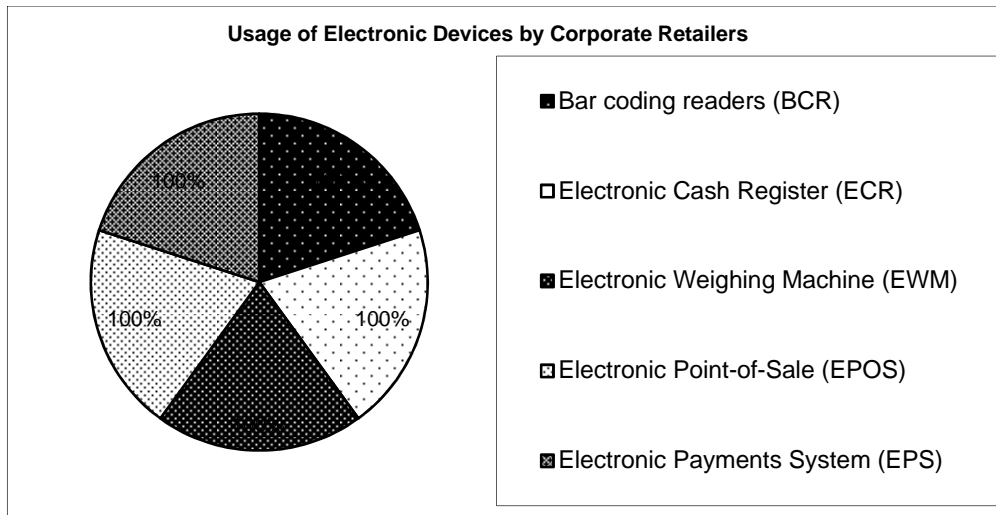 Usage of Electronic Devices by Corporate Retailers
100%
100%
100%
100%
Bar coding readers (BCR)
Electronic Cash Register (ECR)
Electronic Weighing Machine (EWM)
Electronic Point-of-Sale (EPOS)
Electronic Payments System (EPS)